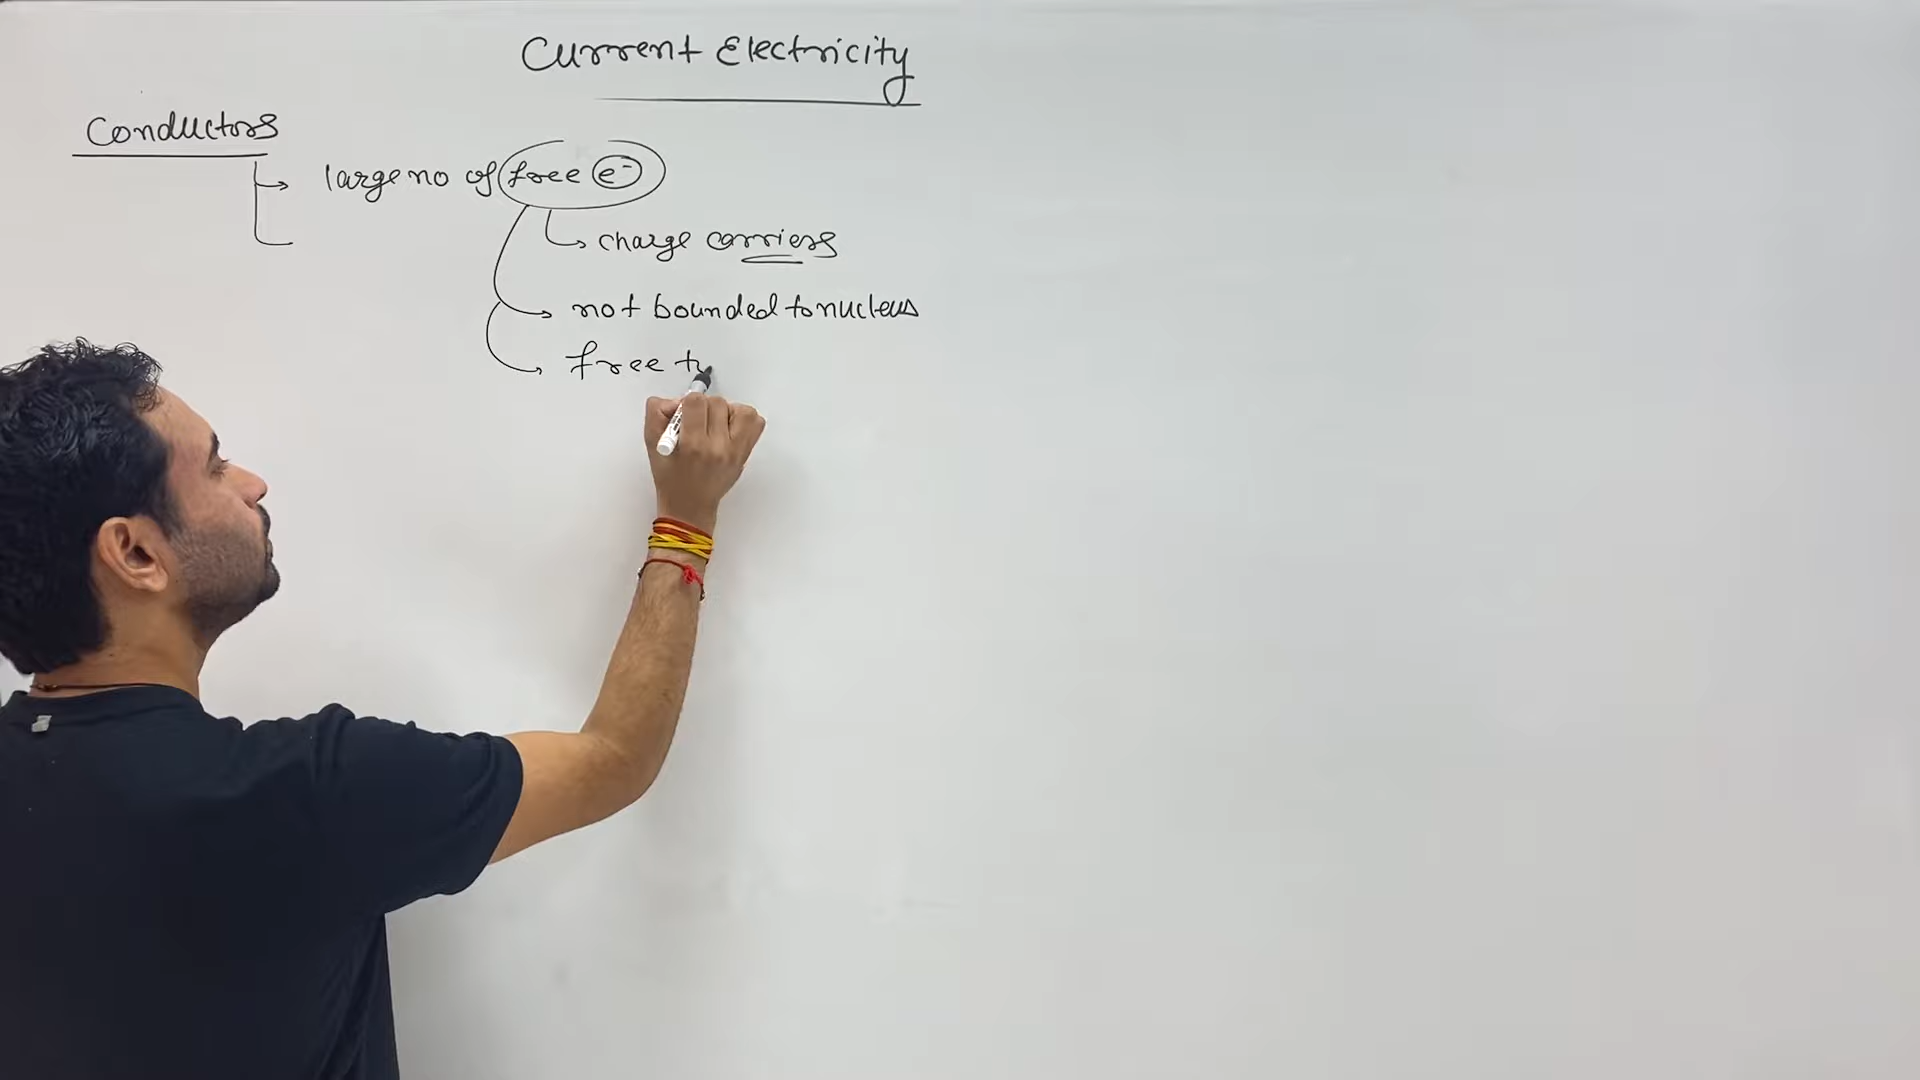 Current Electricity
Conductors
large no of free e⁻
charge carriers
not bounded to nucleus
free